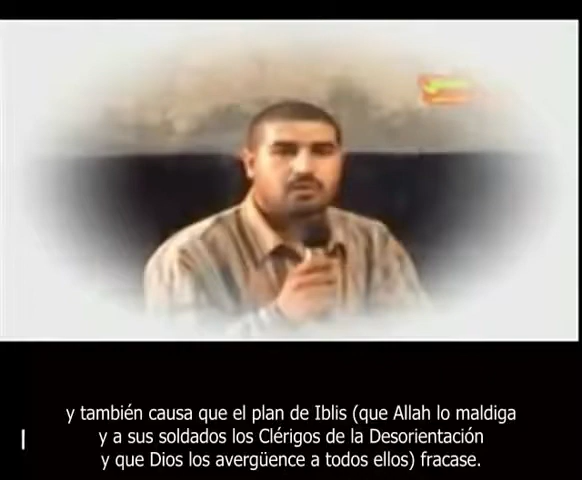 y también causa que el plan de Iblis (que Allah lo maldiga
y a sus soldados los Clérigos de la Desorientación
y que Dios los avergüence a todos ellos) fracase.